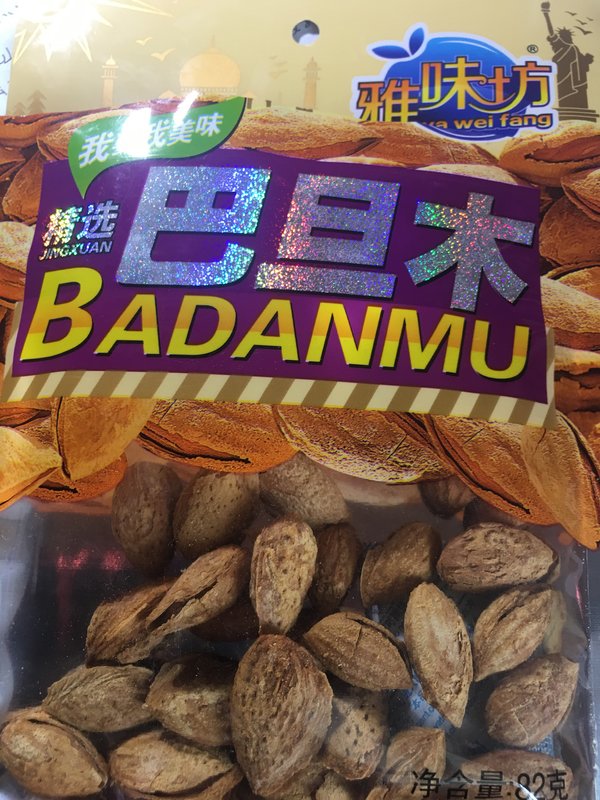 雅味坊
®
ya wei fang
我 我美味
精选
JINGXUAN
巴旦木
BADANMU
净含量:82克